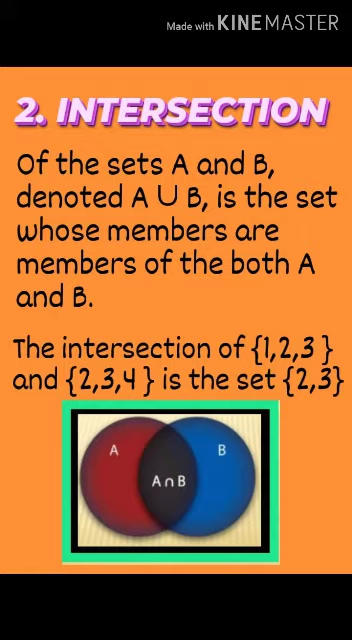 Made with KINEMASTER
2. INTERSECTION
Of the sets A and B,
denoted A ∪ B, is the set
whose members are
members of the both A
and B.
The intersection of {1,2,3 }
and {2,3,4 } is the set {2,3}
A
B
A∩B